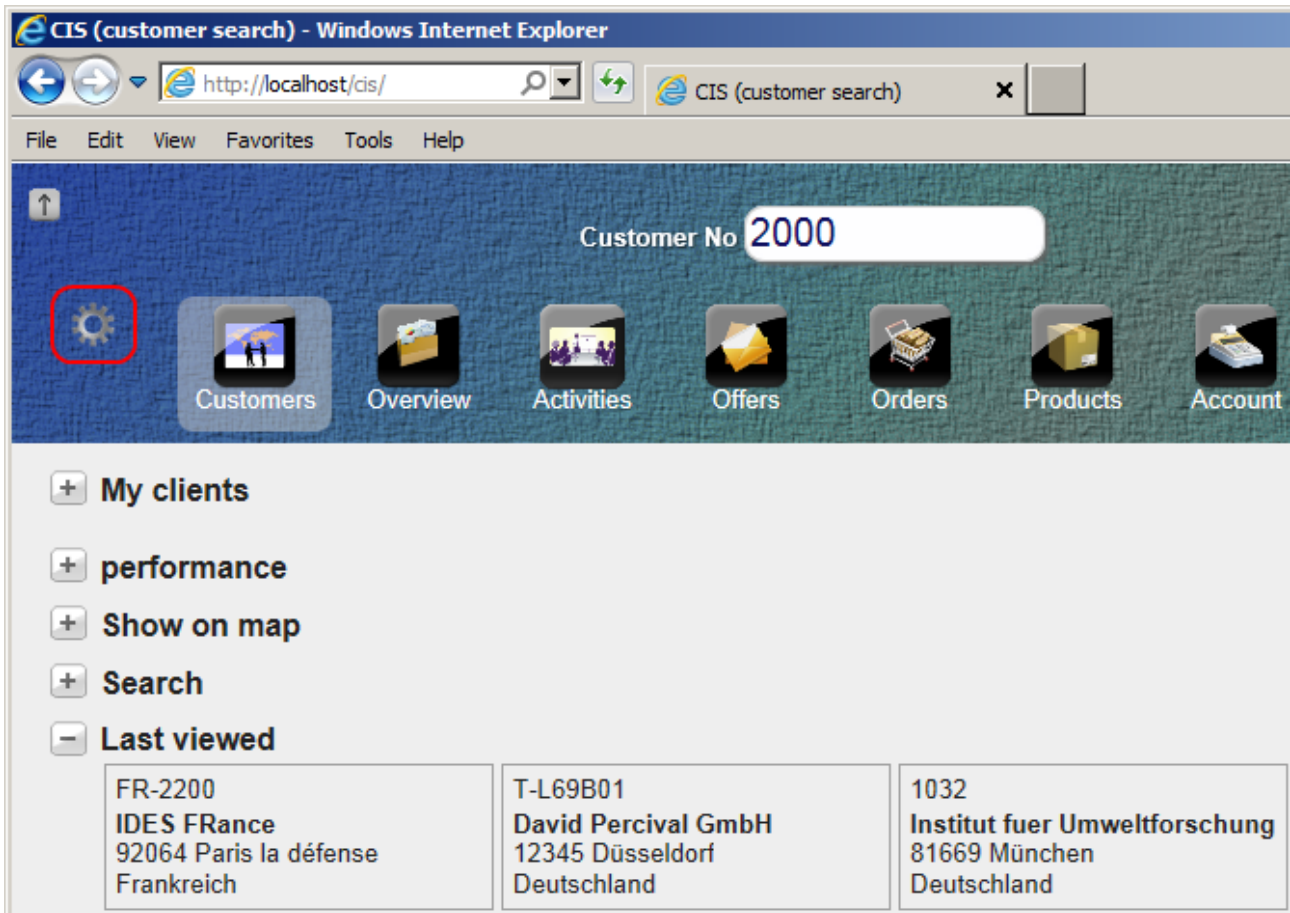 CIS (customer search) - Windows Internet Explorer
http://localhost/cis/ CIS (customer search)
File Edit View Favorites Tools Help
Customer No 2000
Customers Overview Activities Offers Orders Products Account
My clients
performance
Show on map
Search
Last viewed
FR-2200 T-L69B01 1032
IDES FRance David Percival GmbH Institut fuer Umweltforschung
92064 Paris la défense 12345 Düsseldorf 81669 München
Frankreich Deutschland Deutschland